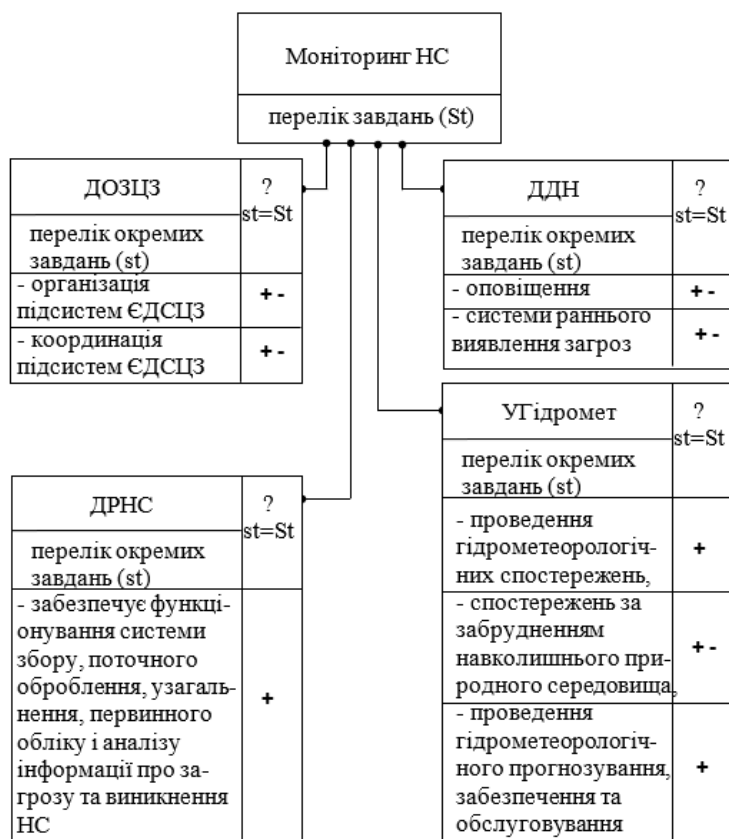 Моніторинг НС
перелік завдань (St)
ДОЗЦЗ
?
st=St
перелік окремих
завдань (st)
- організація
підсистем ЄДСЦЗ
+ -
- координація
підсистем ЄДСЦЗ
+ -
ДДН
?
st=St
перелік окремих
завдань (st)
- оповіщення
+ -
- системи раннього
виявлення загроз
+ -
УГідромет
?
st=St
перелік окремих
завдань (st)
- проведення
гідрометеорологіч-
них спостережень,
+
- спостережень за
забрудненням
навколишнього при-
родного середовища,
+ -
- проведення
гідрометеорологіч-
ного прогнозування,
забезпечення та
обслуговування
+
ДРНС
?
st=St
перелік окремих
завдань (st)
- забезпечує функці-
онування системи
збору, поточного
оброблення, узагаль-
нення, первинного
обліку і аналізу
інформації про за-
грозу та виникнення
НС
+